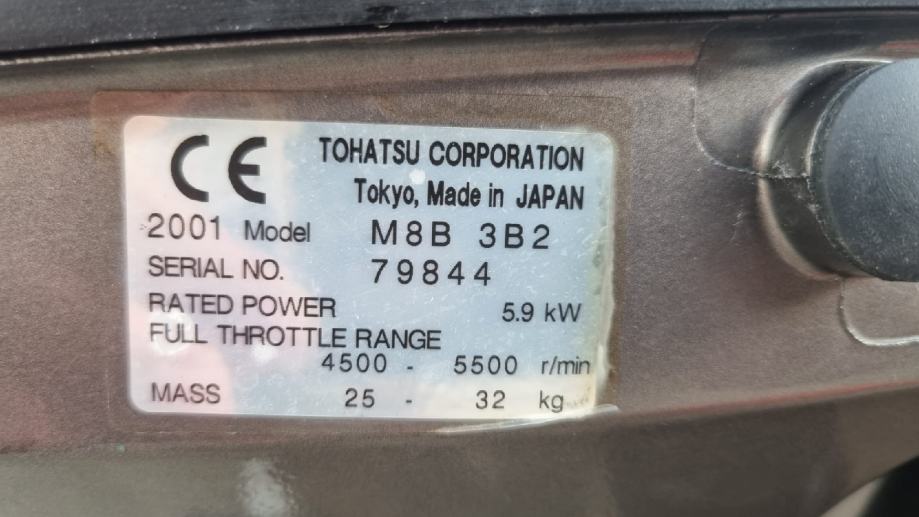 CE TOHATSU CORPORATION
Tokyo, Made in JAPAN
2001 Model M8B 3B2
SERIAL NO. 79844
RATED POWER 5.9 kW
FULL THROTTLE RANGE
4500 - 5500 r/min
MASS 25 - 32 kg